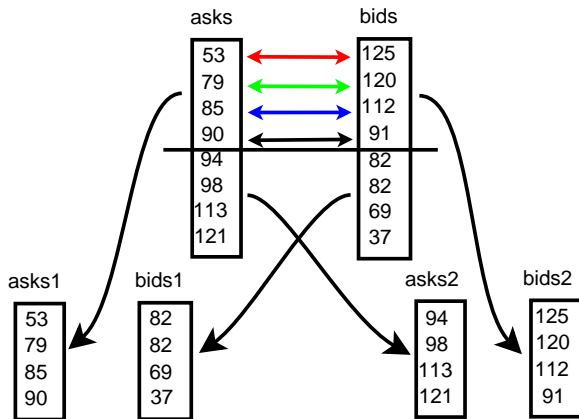 asks bids
53 125
79 120
85 112
90 91
94 82
98 82
113 69
121 37
asks1 bids1 asks2 bids2
53 82 94 125
79 82 98 120
85 69 113 112
90 37 121 91